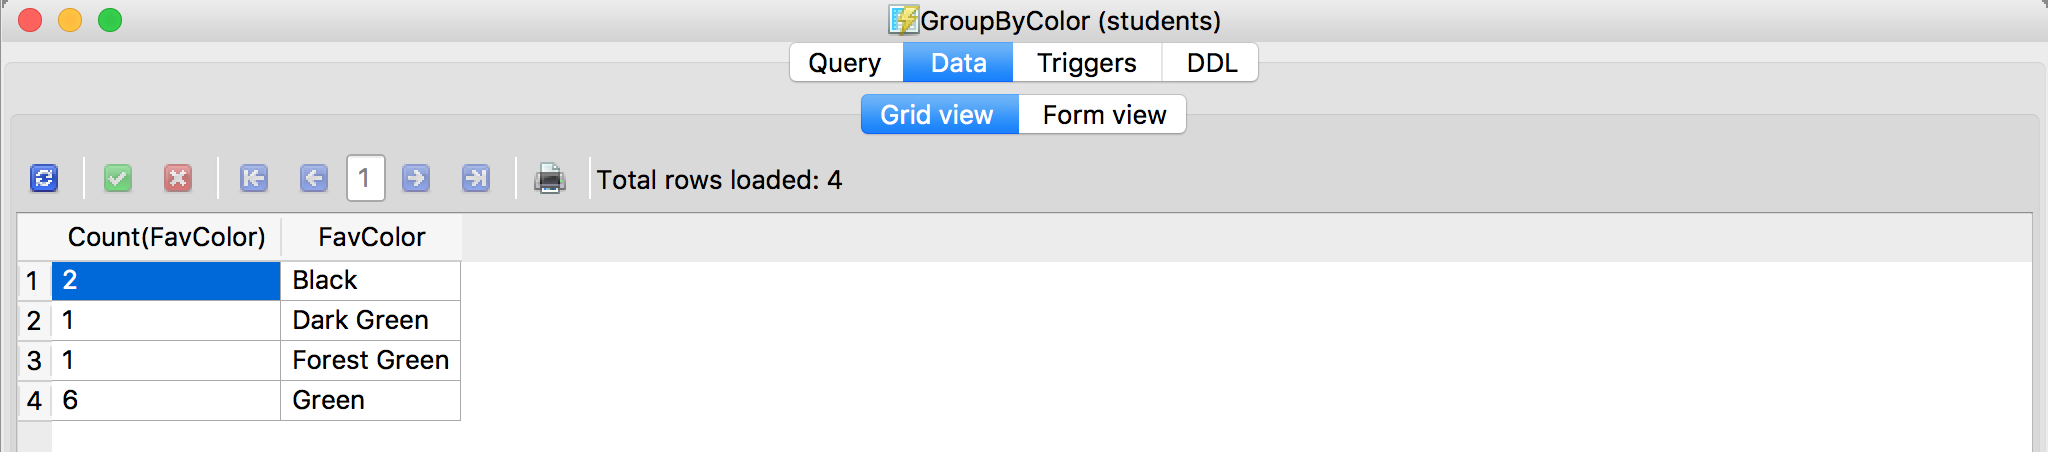 GroupByColor (students)
Query Data Triggers DDL
Grid view Form view
1 Total rows loaded: 4
Count(FavColor) FavColor
1 2 Black
2 1 Dark Green
3 1 Forest Green
4 6 Green